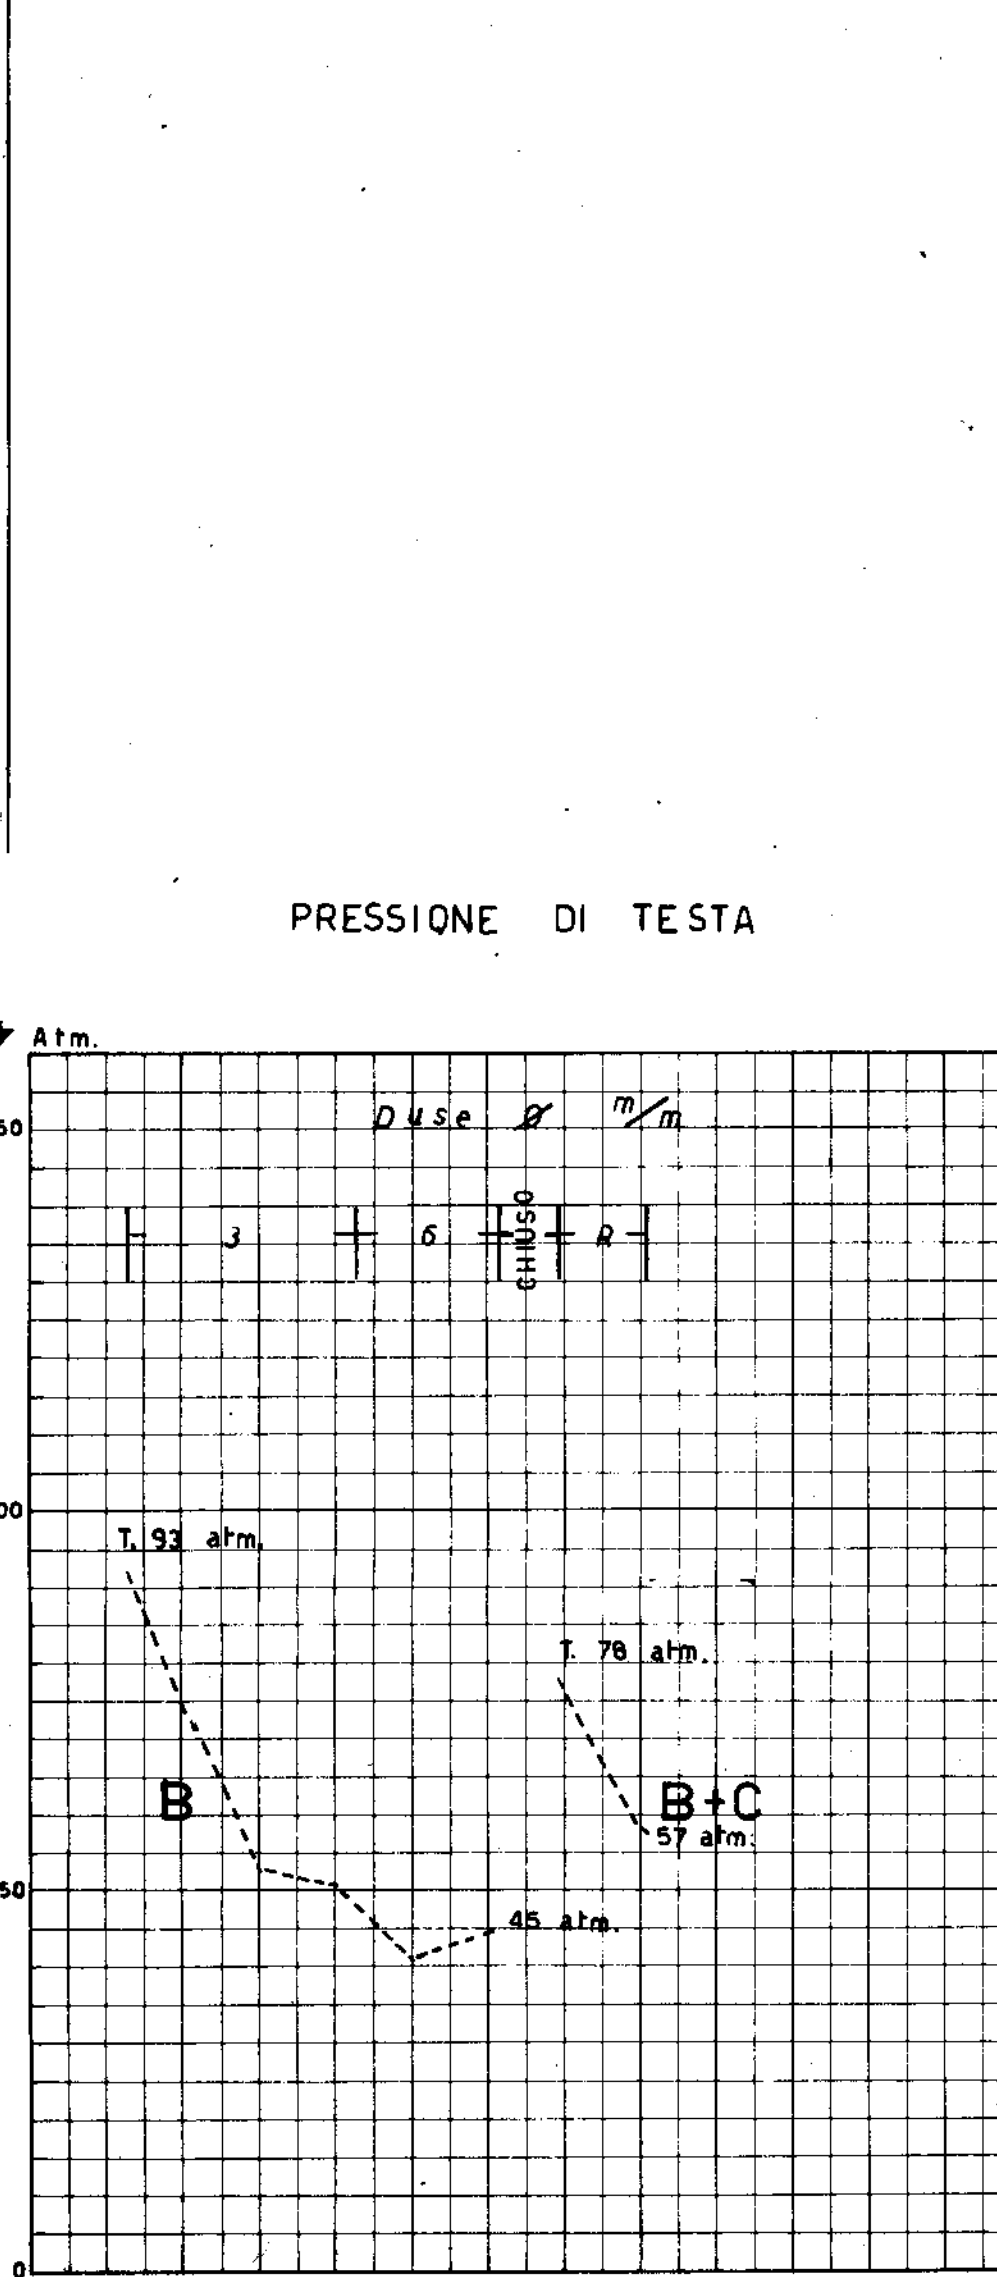 PRESSIONE DI TESTA
Atm.
Duse Ø m/m
50
3 6 CHIUSO R
00
T. 93 atm.
T. 78 atm.
B B+C
57 atm.
50
45 atm.
0